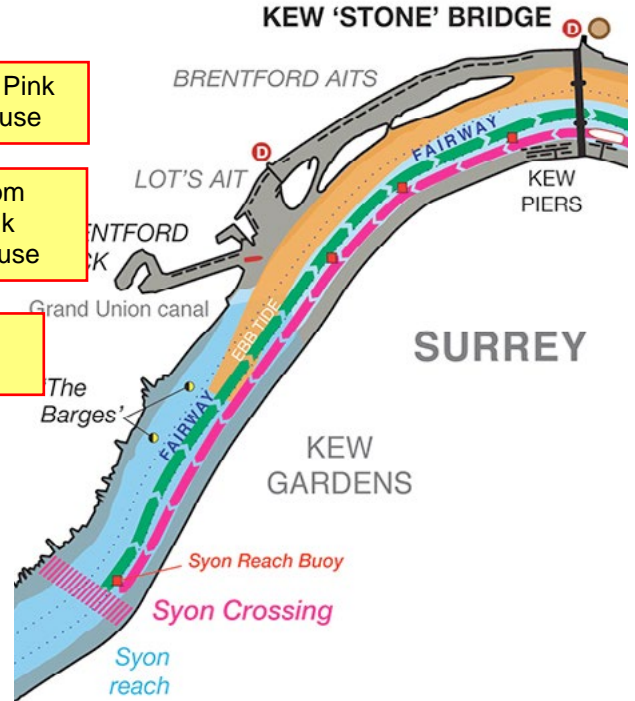 KEW ‘STONE’ BRIDGE
D
Pink
use
BRENTFORD AITS
D
LOT'S AIT
FAIRWAY
KEW
PIERS
om
k
use
ENTFORD
CK
Grand Union canal
EBB TIDE
SURREY
'The
Barges'
FAIRWAY
KEW
GARDENS
Syon Reach Buoy
Syon Crossing
Syon
reach